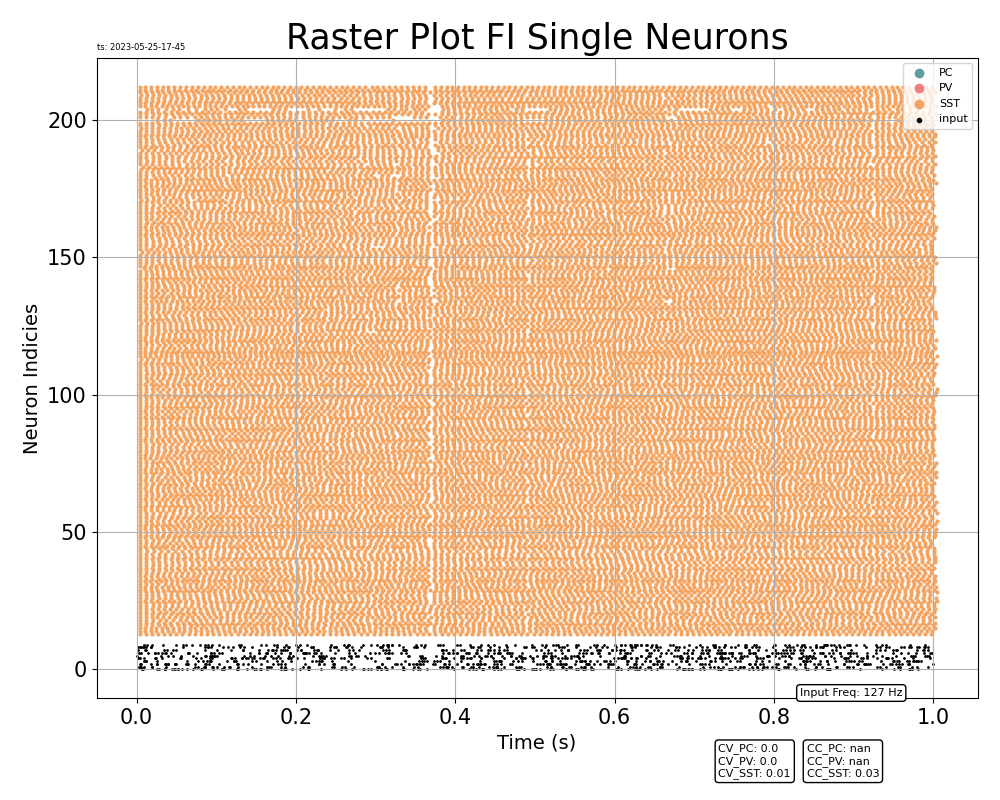 Raster Plot FI Single Neurons
ts: 2023-05-25-17-45
PC
PV
SST
input
200
150
100
50
0
Neuron Indicies
0.0 0.2 0.4 0.6 0.8 1.0
Time (s)
Input Freq: 127 Hz
CV_PC: 0.0
CV_PV: 0.0
CV_SST: 0.01
CC_PC: nan
CC_PV: nan
CC_SST: 0.03